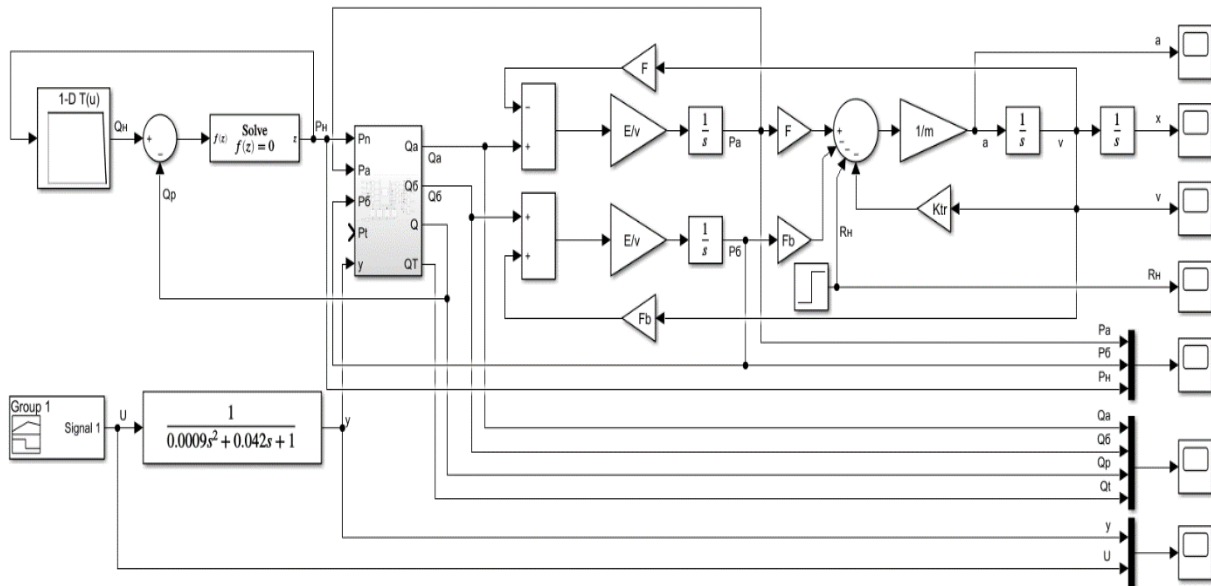 1-D T(u)
Qн
+
−
Qр
f(z)
Solve
f(z) = 0
z
Pн
Pn
Pa
Pб
Pt
y
Qa
Qб
Q
QT
Qa
Qб
F
−
+
E/v
1
s
Pa
F
+
−
−
−
1/m
a
1
s
v
1
s
a
x
+
+
E/v
1
s
Pб
Fb
Rн
Ktr
Fb
v
Rн
Pa
Pб
Pн
Group 1
Signal 1
U
1
0.0009s² + 0.042s + 1
y
Qa
Qб
Qp
Qt
y
U